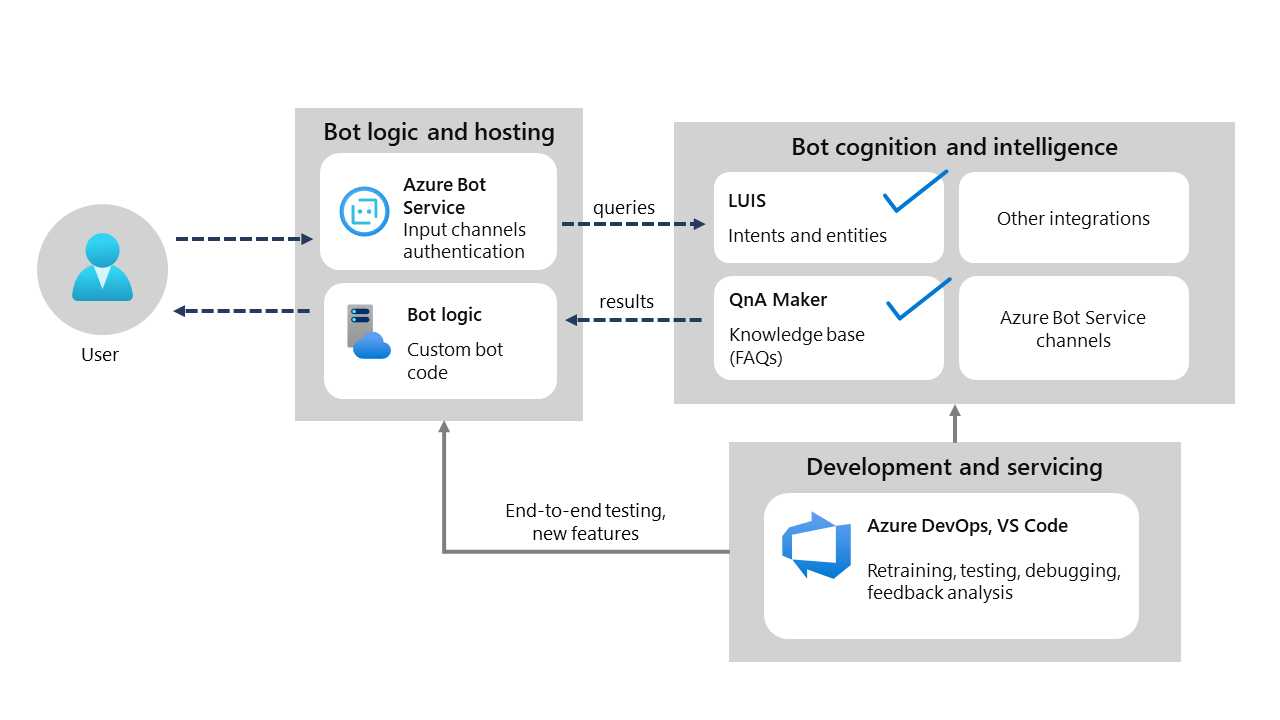 Bot logic and hosting
Azure Bot
Service
Input channels
authentication
Bot logic
Custom bot
code
User
queries
results
Bot cognition and intelligence
LUIS
Intents and entities
Other integrations
QnA Maker
Knowledge base
(FAQs)
Azure Bot Service
channels
End-to-end testing,
new features
Development and servicing
Azure DevOps, VS Code
Retraining, testing, debugging,
feedback analysis